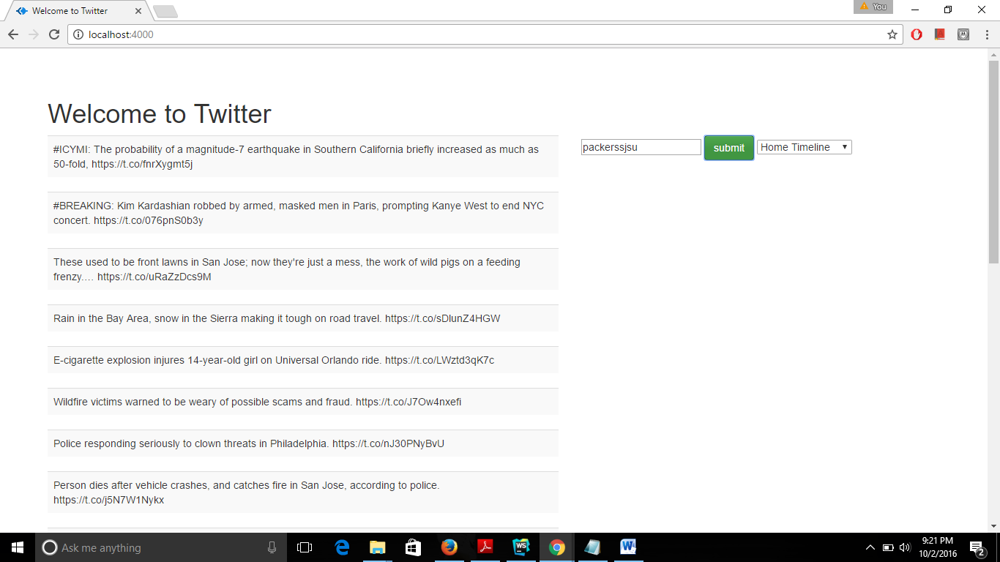 Welcome to Twitter
You
localhost:4000
Welcome to Twitter
#ICYMI: The probability of a magnitude-7 earthquake in Southern California briefly increased as much as
50-fold, https://t.co/fnrXygmt5j
#BREAKING: Kim Kardashian robbed by armed, masked men in Paris, prompting Kanye West to end NYC
concert. https://t.co/076pnS0b3y
These used to be front lawns in San Jose; now they're just a mess, the work of wild pigs on a feeding
frenzy.… https://t.co/uRaZzDcs9M
Rain in the Bay Area, snow in the Sierra making it tough on road travel. https://t.co/sDlunZ4HGW
E-cigarette explosion injures 14-year-old girl on Universal Orlando ride. https://t.co/LWztd3qK7c
Wildfire victims warned to be weary of possible scams and fraud. https://t.co/J7Ow4nxefi
Police responding seriously to clown threats in Philadelphia. https://t.co/nJ30PNyBvU
Person dies after vehicle crashes, and catches fire in San Jose, according to police.
https://t.co/j5N7W1Nykx
packerssjsu
submit
Home Timeline
Ask me anything
WS
W
9:21 PM
10/2/2016
2